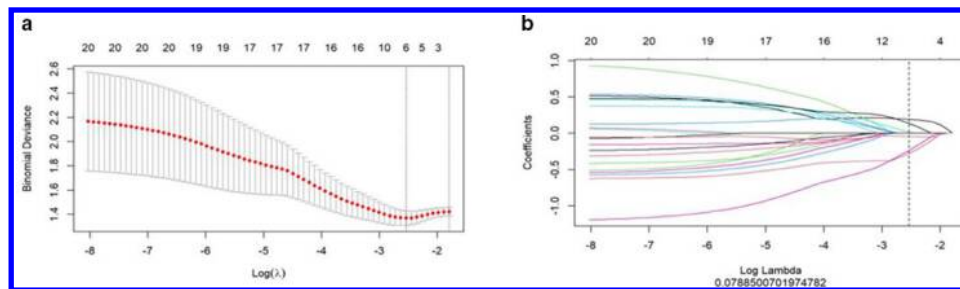 a
20 20 20 20 19 19 17 17 17 16 16 10 6 5 3
2.6
2.4
2.2
2.0
1.8
1.6
1.4
Binomial Deviance
-8 -7 -6 -5 -4 -3 -2
Log(λ)
b
20 20 19 17 16 12 4
1.0
0.5
0.0
-0.5
-1.0
Coefficients
-8 -7 -6 -5 -4 -3 -2
Log Lambda
0.0788500701974782